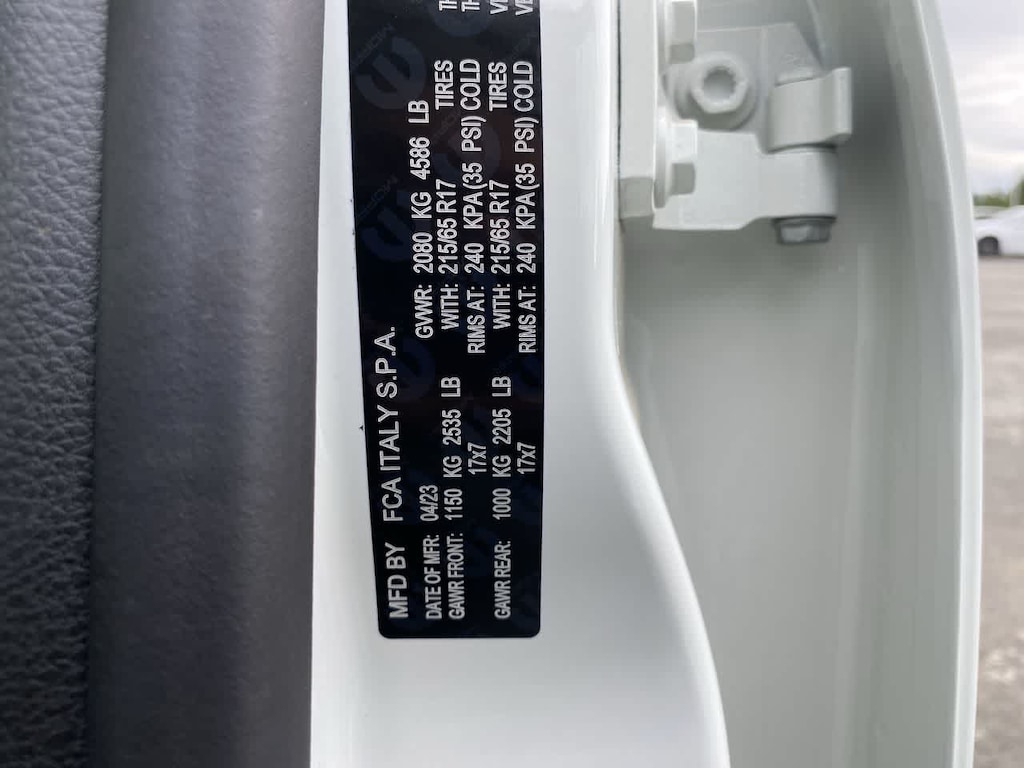 MFD BY FCA ITALY S.P.A.
DATE OF MFR: 04/23 GVWR: 2080 KG 4586 LB
GAWR FRONT: 1150 KG 2535 LB WITH: 215/65 R17 TIRES
17x7 RIMS AT: 240 KPA(35 PSI) COLD
GAWR REAR: 1000 KG 2205 LB WITH: 215/65 R17 TIRES
17x7 RIMS AT: 240 KPA(35 PSI) COLD